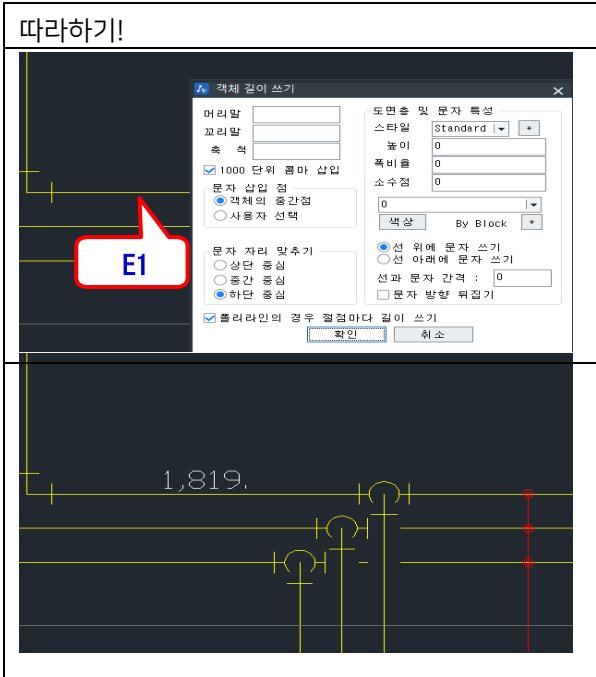 따라하기!
객체 길이 쓰기
머리말
꼬리말
축 척
1000 단위 콤마 삽입
문자 삽입 점
객체의 중간점
사용자 선택
문자 자리 맞추기
상단 중심
중간 중심
하단 중심
폴리라인의 경우 절점마다 길이 쓰기
도면층 및 문자 특성
스타일 Standard +
높이 0
폭비율 0
소수점 0
0
색상 By Block +
선 위에 문자 쓰기
선 아래에 문자 쓰기
선과 문자 간격 : 0
문자 방향 뒤집기
확인 취소
E1
1,819.